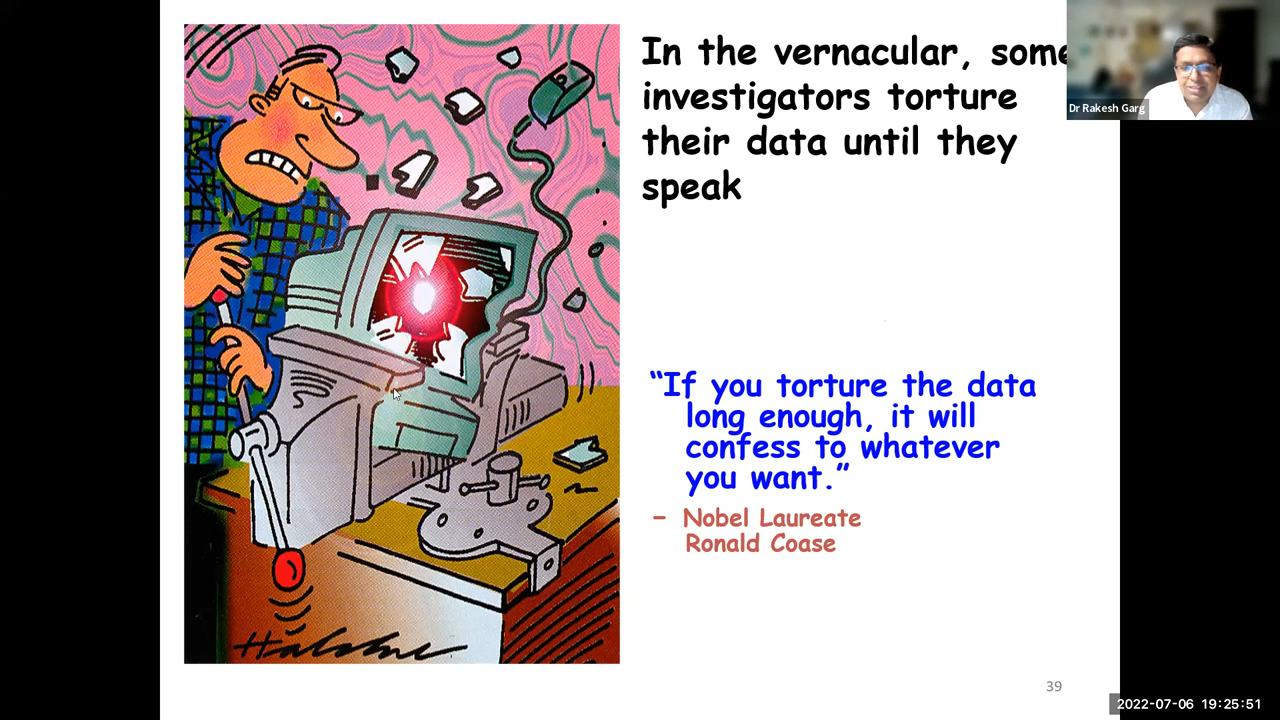 In the vernacular, some
investigators torture
their data until they
speak
Dr Rakesh Garg
“If you torture the data
long enough, it will
confess to whatever
you want.”
– Nobel Laureate
Ronald Coase
39
2022-07-06 19:25:51